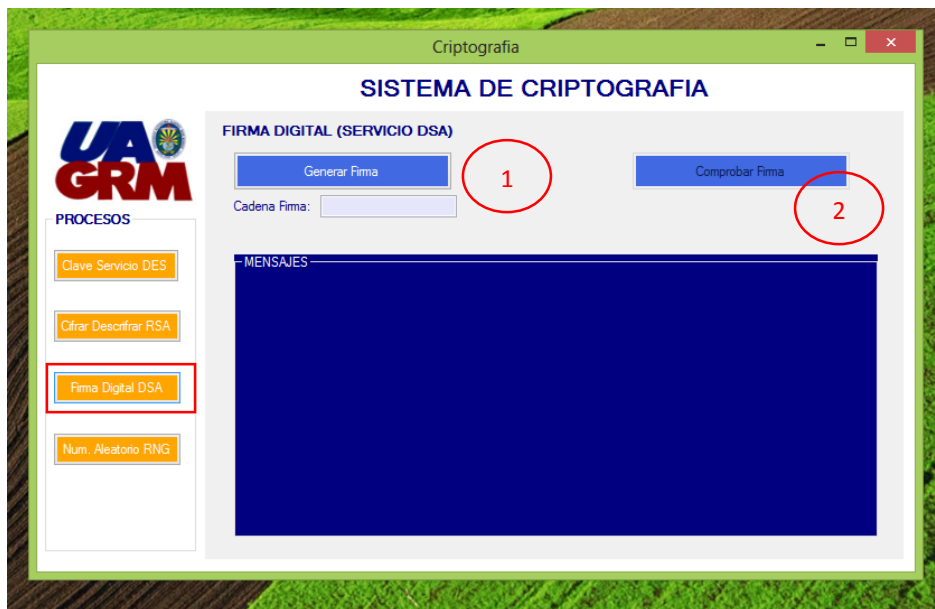 Criptografia
SISTEMA DE CRIPTOGRAFIA
UAGRM
FIRMA DIGITAL (SERVICIO DSA)
Generar Firma
1
Comprobar Firma
2
Cadena Firma:
PROCESOS
Clave Servicio DES
Cifrar Descrifrar RSA
Firma Digital DSA
Num. Aleatorio RNG
MENSAJES